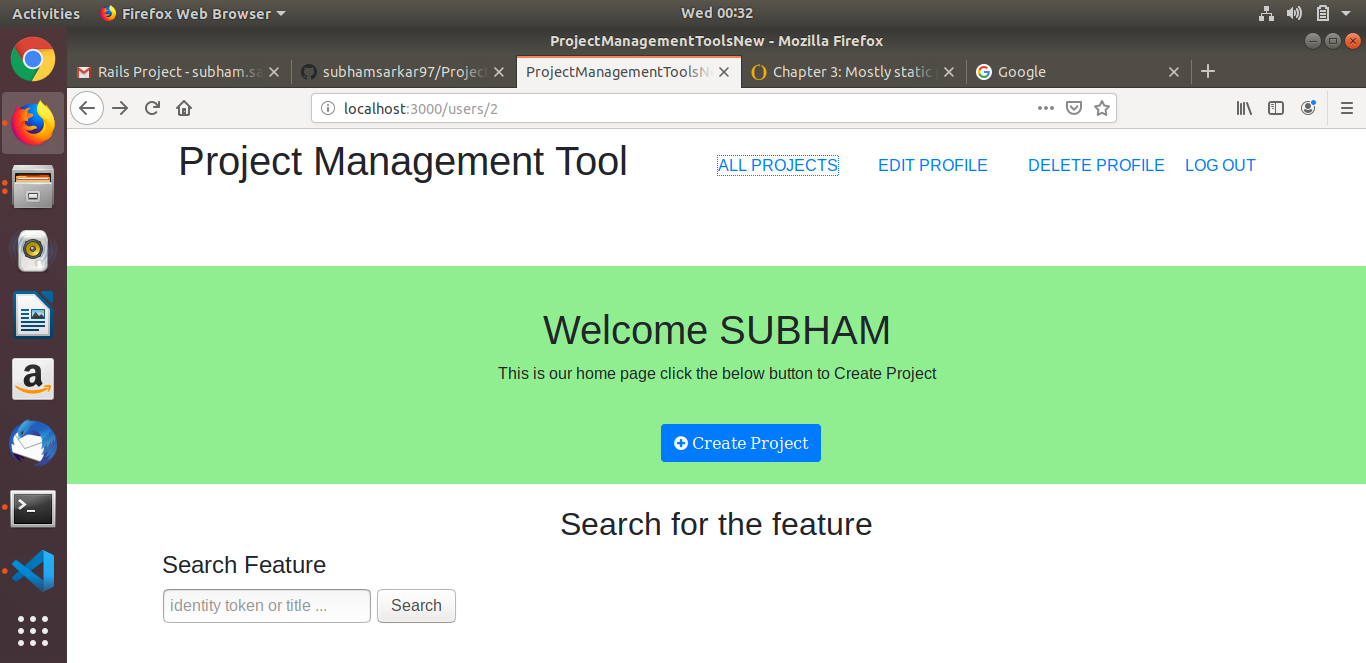 Activities Firefox Web Browser Wed 00:32
ProjectManagementToolsNew - Mozilla Firefox
Rails Project - subham.sa subhamsarkar97/Project ProjectManagementToolsN Chapter 3: Mostly static Google
localhost:3000/users/2
Project Management Tool ALL PROJECTS EDIT PROFILE DELETE PROFILE LOG OUT
Welcome SUBHAM
This is our home page click the below button to Create Project
Create Project
Search for the feature
Search Feature
identity token or title ... Search